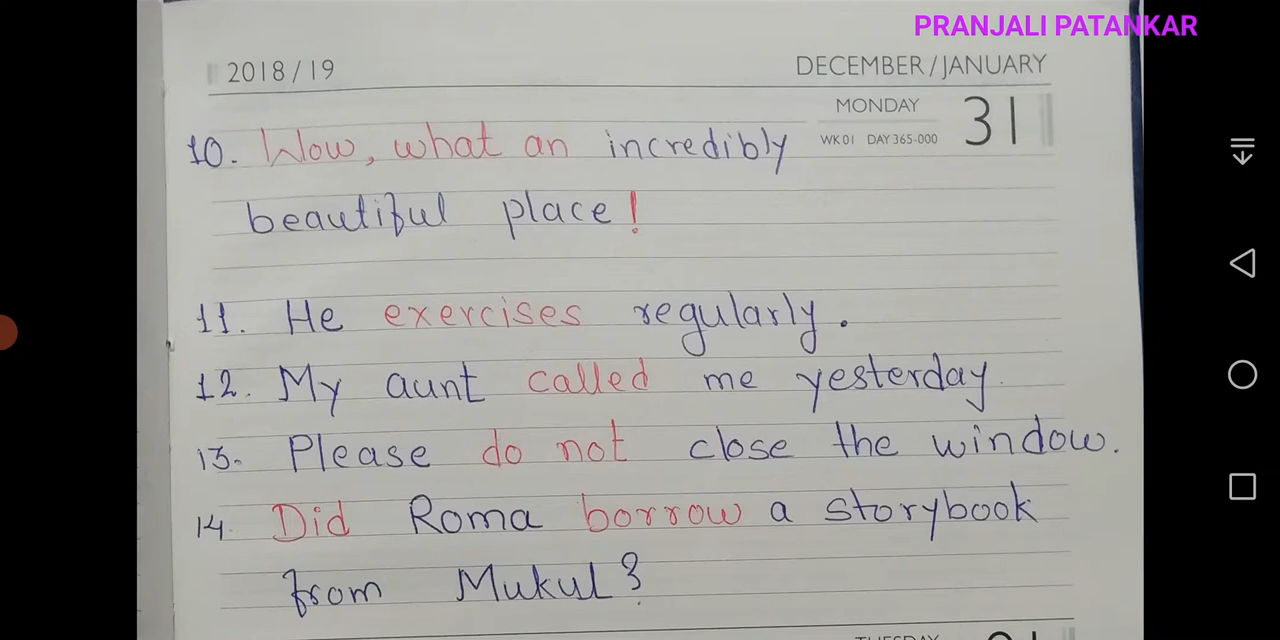 PRANJALI PATANKAR
2018/19
DECEMBER/JANUARY
MONDAY
31
WK 01 DAY 365-000
10. Wow, what an incredibly
beautiful place!
11. He exercises regularly.
12. My aunt called me yesterday.
13. Please do not close the window.
14. Did Roma borrow a storybook
from Mukul?
TUESDAY